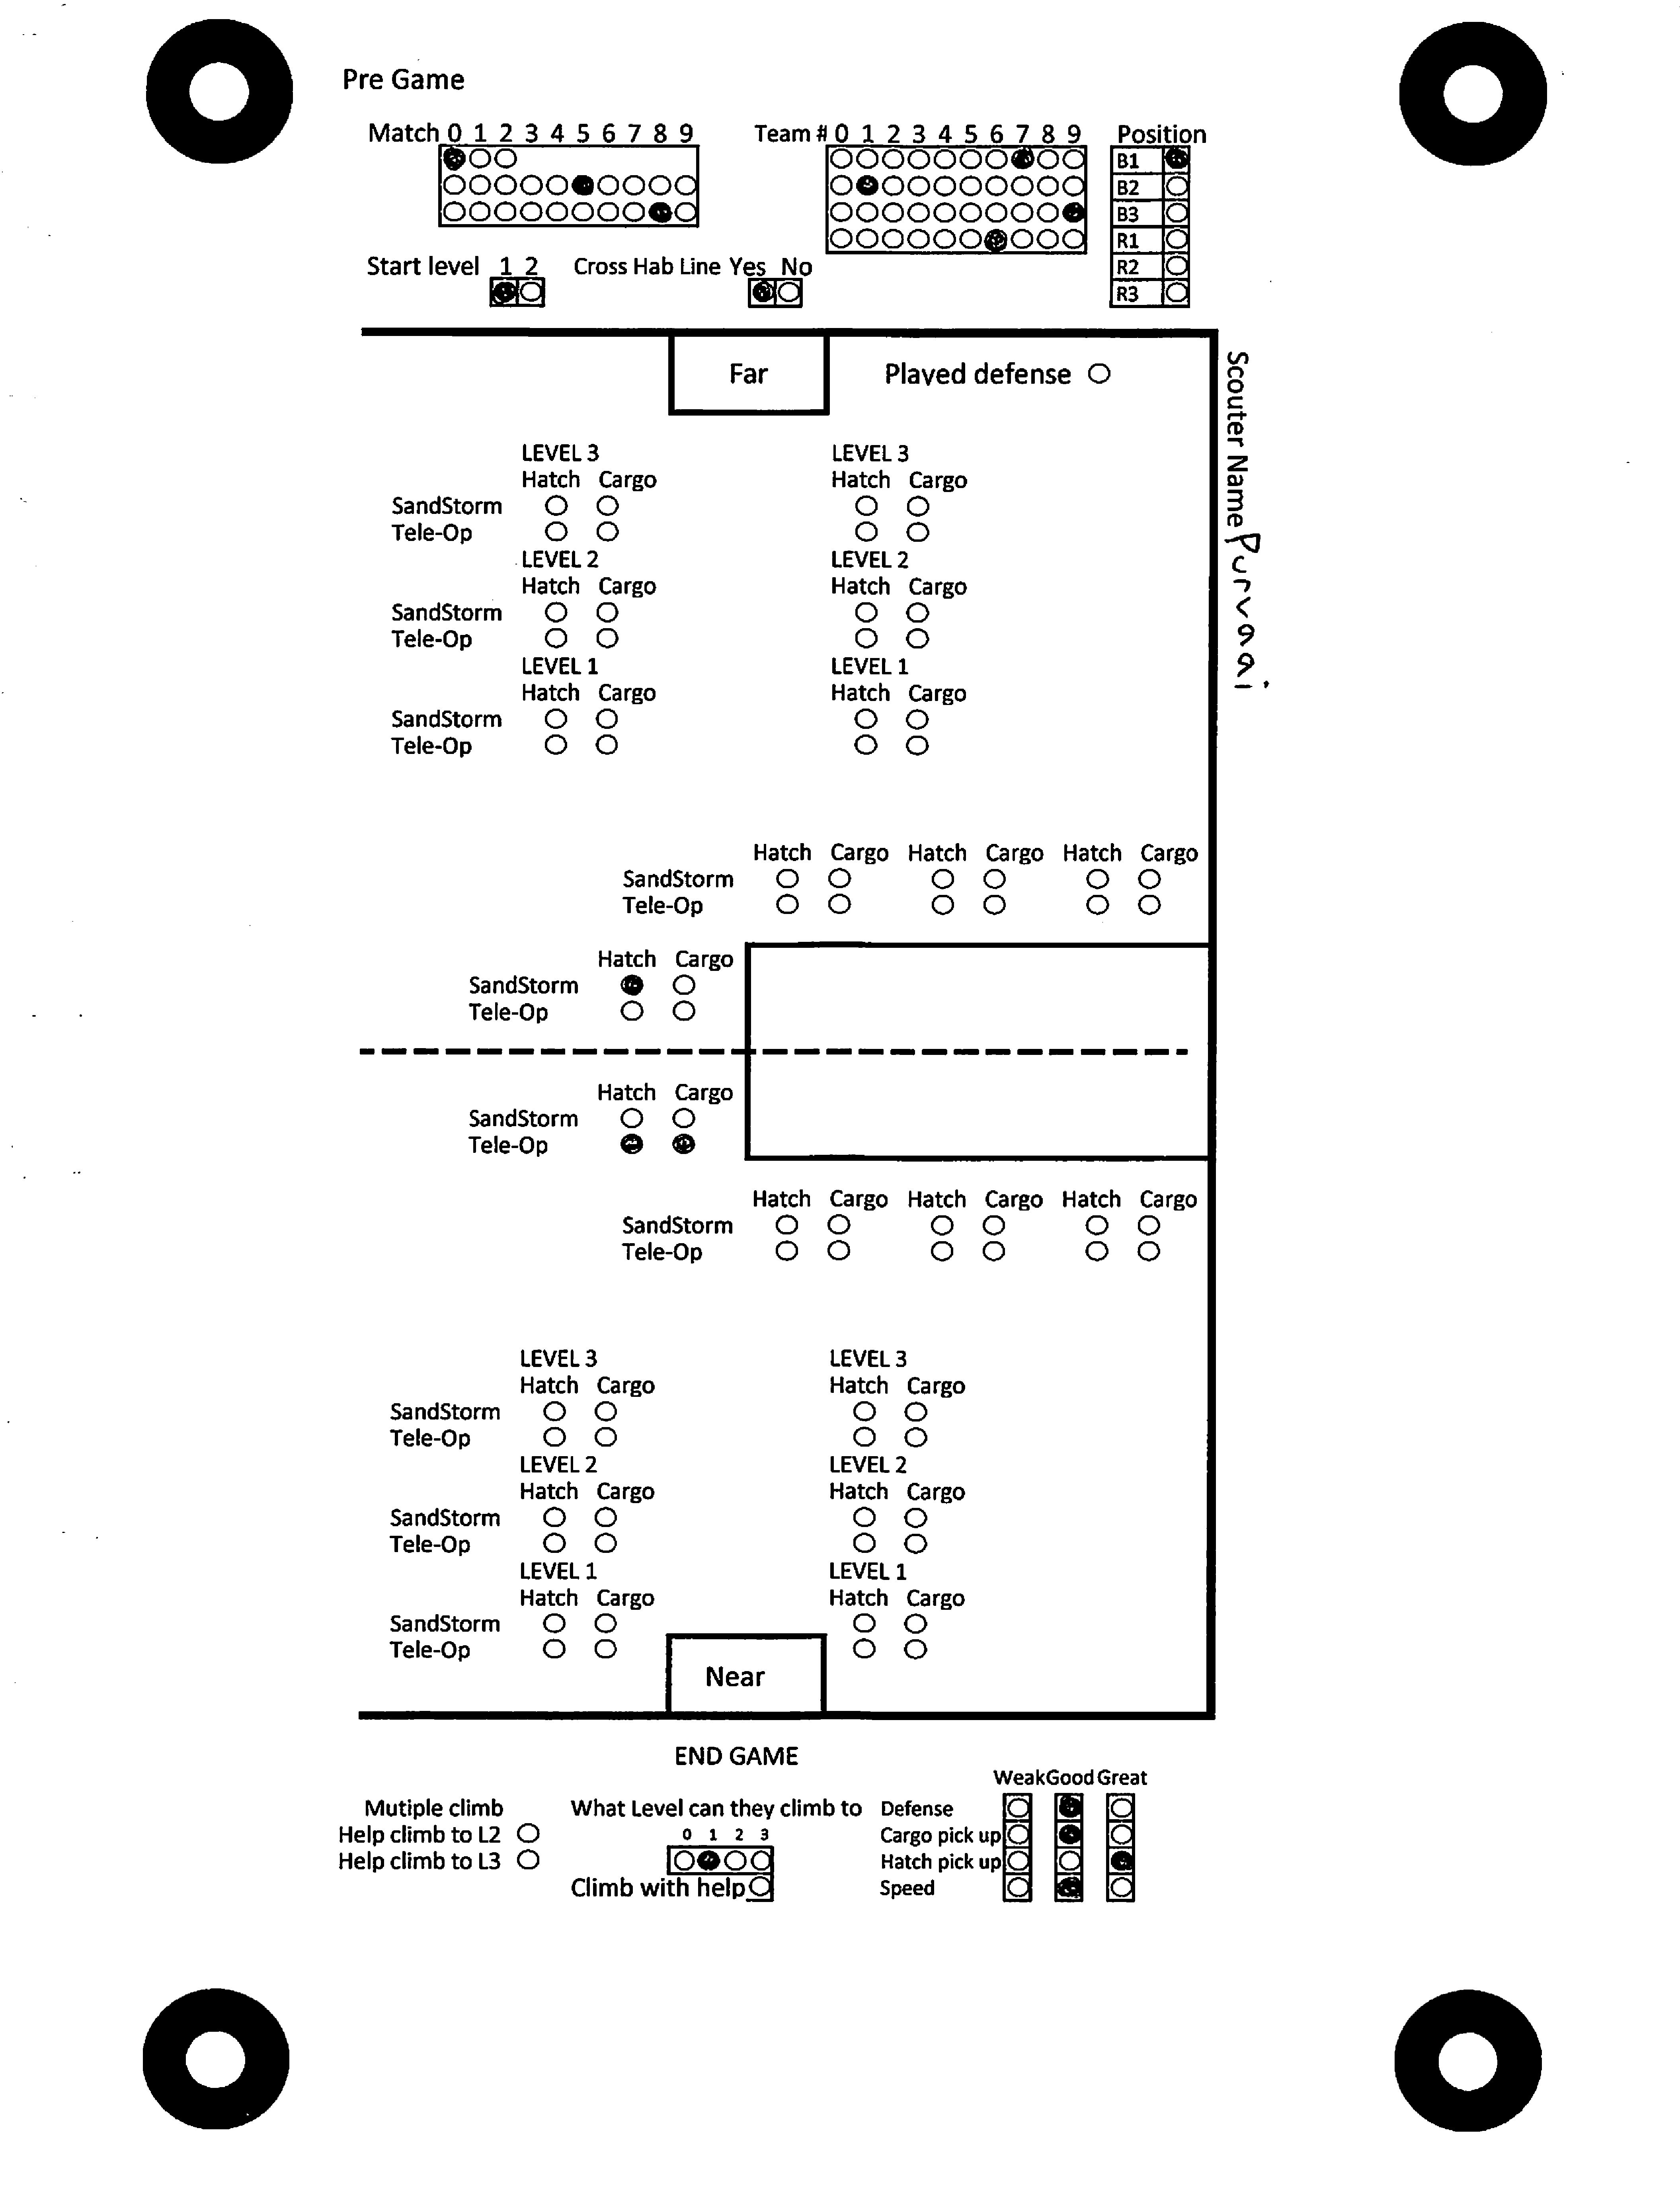 Pre Game
Match 0 1 2 3 4 5 6 7 8 9
Team # 0 1 2 3 4 5 6 7 8 9
Position
B1
B2
B3
R1
R2
R3
Start level 1 2
Cross Hab Line Yes No
Far
Played defense
Scouter Name Purvaai
LEVEL 3 LEVEL 3
Hatch Cargo Hatch Cargo
SandStorm
Tele-Op
LEVEL 2 LEVEL 2
Hatch Cargo Hatch Cargo
SandStorm
Tele-Op
LEVEL 1 LEVEL 1
Hatch Cargo Hatch Cargo
SandStorm
Tele-Op
Hatch Cargo Hatch Cargo Hatch Cargo
SandStorm
Tele-Op
Hatch Cargo
SandStorm
Tele-Op
Hatch Cargo
SandStorm
Tele-Op
Hatch Cargo Hatch Cargo Hatch Cargo
SandStorm
Tele-Op
LEVEL 3 LEVEL 3
Hatch Cargo Hatch Cargo
SandStorm
Tele-Op
LEVEL 2 LEVEL 2
Hatch Cargo Hatch Cargo
SandStorm
Tele-Op
LEVEL 1 LEVEL 1
Hatch Cargo Hatch Cargo
SandStorm
Tele-Op
Near
END GAME
Mutiple climb
Help climb to L2
Help climb to L3
What Level can they climb to
0 1 2 3
Climb with help
Weak Good Great
Defense
Cargo pick up
Hatch pick up
Speed